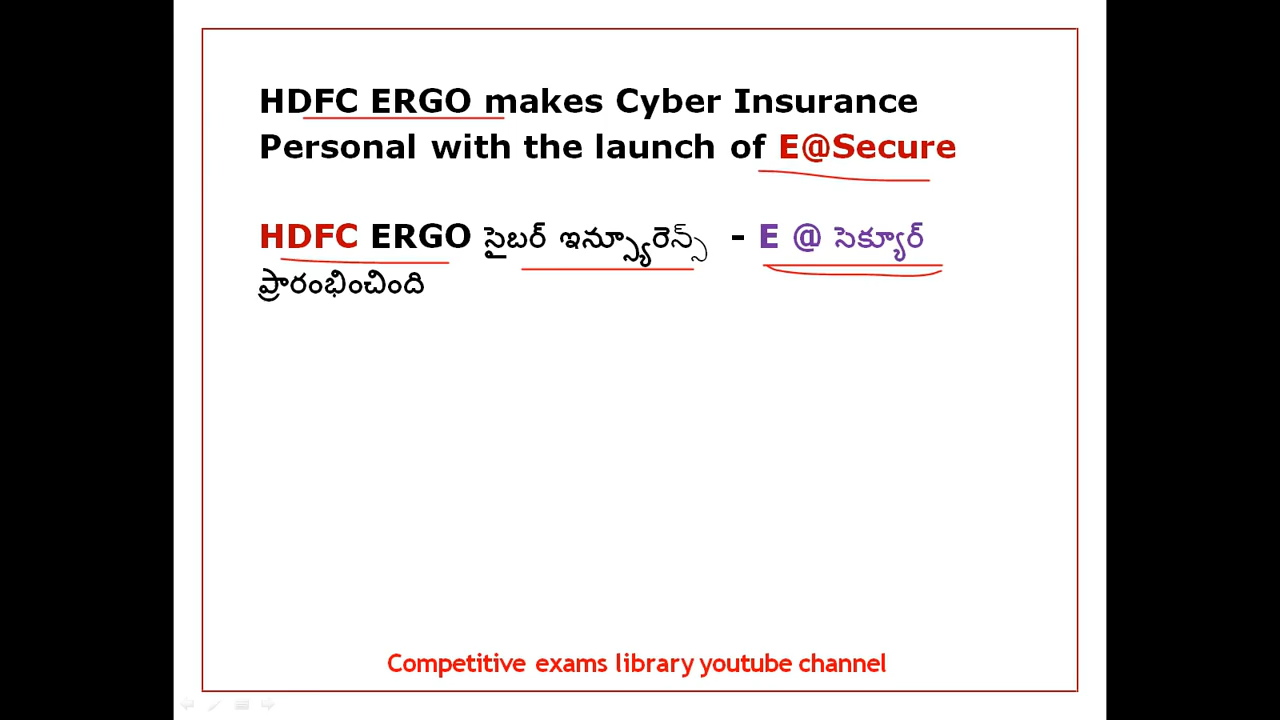 HDFC ERGO makes Cyber Insurance
Personal with the launch of E@Secure
HDFC ERGO సైబర్ ఇన్స్యూరెన్స్ - E @ సెక్యూర్
ప్రారంభించింది
Competitive exams library youtube channel